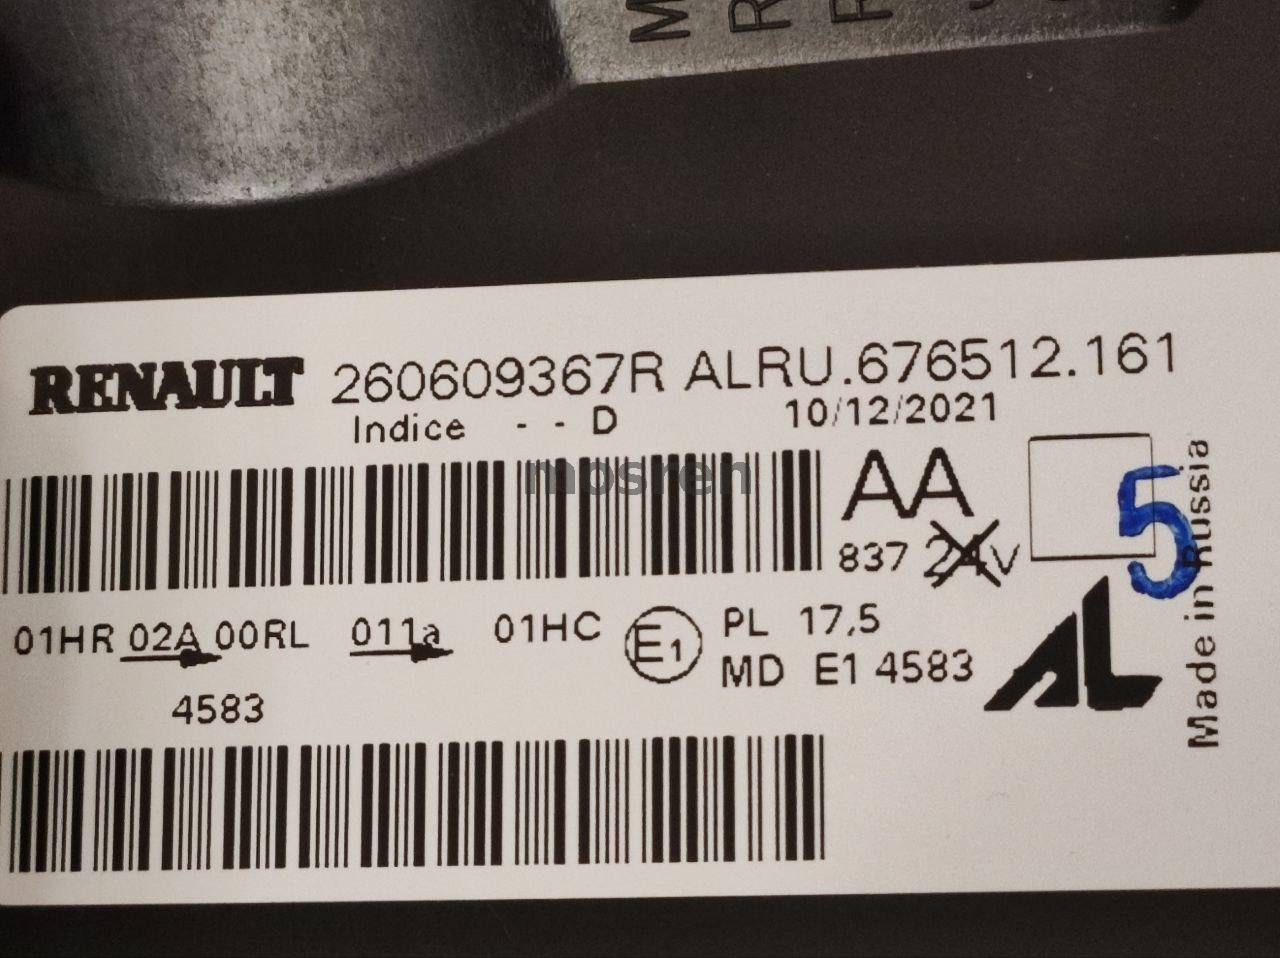 RENAULT 260609367R ALRU.676512.161
Indice - - D 10/12/2021
mosren
AA
837 24V
5
01HR 02A 00RL 011a 01HC E1 PL 17,5
MD E1 4583
4583
AL
Made in Russia